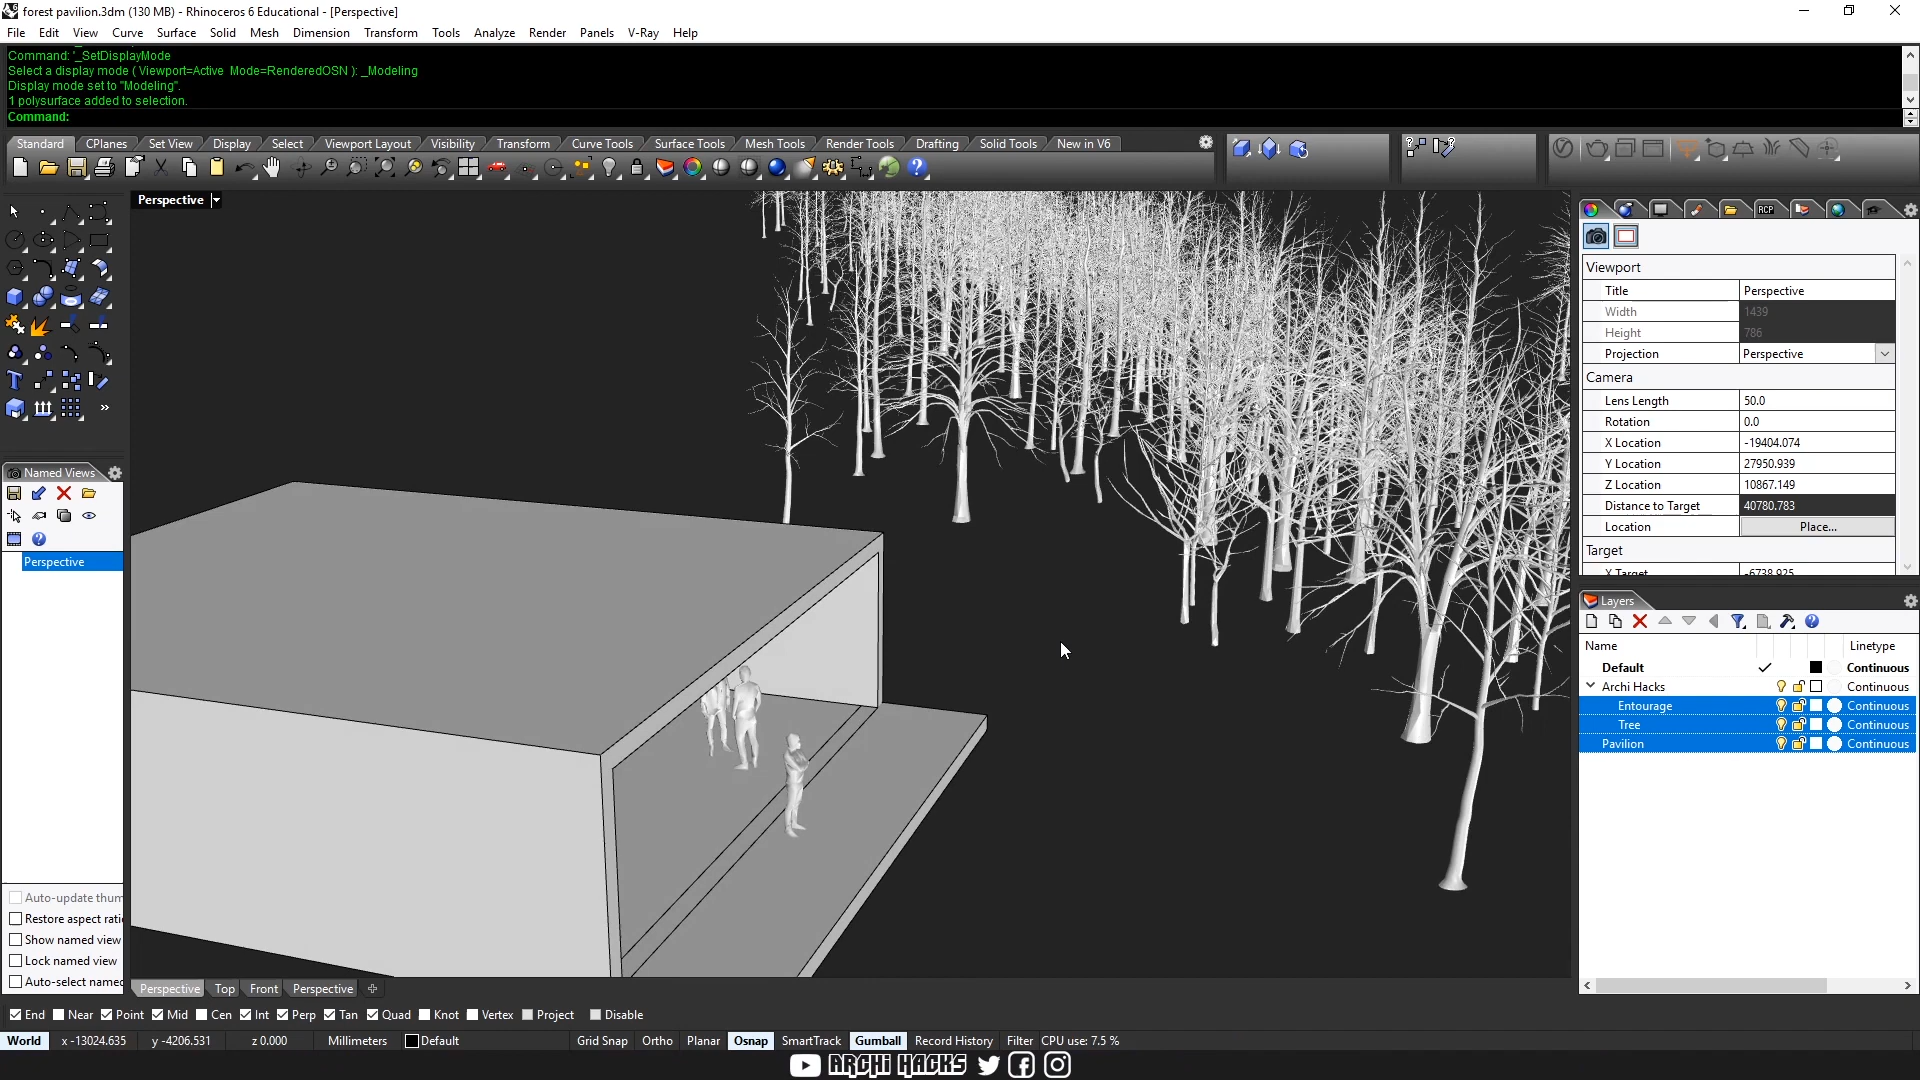 forest pavilion.3dm (130 MB) - Rhinoceros 6 Educational - [Perspective]
File Edit View Curve Surface Solid Mesh Dimension Transform Tools Analyze Render Panels V-Ray Help
Command: '_SetDisplayMode
Select a display mode ( Viewport=Active Mode=RenderedOSN ): _Modeling
Display mode set to "Modeling".
1 polysurface added to selection.
Command:
Standard CPlanes Set View Display Select Viewport Layout Visibility Transform Curve Tools Surface Tools Mesh Tools Render Tools Drafting Solid Tools New in V6
Perspective
RCP
Viewport
Title Perspective
Width 1439
Height 786
Projection Perspective
Camera
Lens Length 50.0
Rotation 0.0
X Location -19404.074
Y Location 27950.939
Z Location 10867.149
Distance to Target 40780.783
Location Place...
Target
X Target -6738.925
Named Views
Perspective
Auto-update thum
Restore aspect rati
Show named view
Lock named view
Auto-select named
Layers
Name Linetype
Default Continuous
Archi Hacks Continuous
Entourage Continuous
Tree Continuous
Pavilion Continuous
Perspective Top Front Perspective
End Near Point Mid Cen Int Perp Tan Quad Knot Vertex Project Disable
World x -13024.635 y -4206.531 z 0.000 Millimeters Default Grid Snap Ortho Planar Osnap SmartTrack Gumball Record History Filter CPU use: 7.5 %
ARCHI HACKS